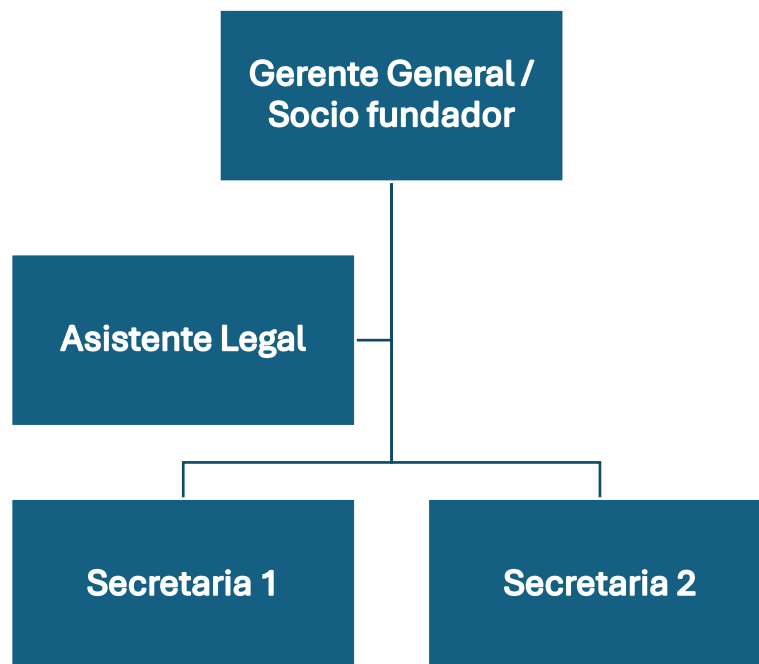 Gerente General /
Socio fundador
Asistente Legal
Secretaria 1
Secretaria 2